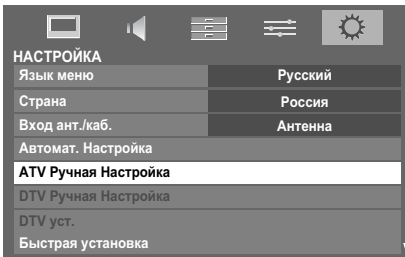 НАСТРОЙКА
Язык меню Русский
Страна Россия
Вход ант./каб. Антенна
Автомат. Настройка
ATV Ручная Настройка
DTV Ручная Настройка
DTV уст.
Быстрая установка